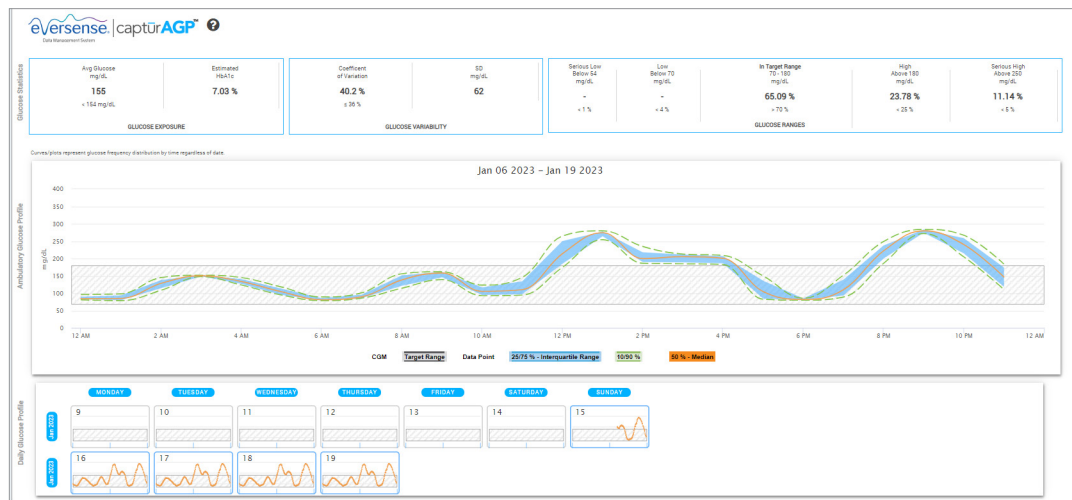 eversense. | captūrAGP™ ?
Data Management System
Glucose Statistics
Avg Glucose
mg/dL
155
< 154 mg/dL
Estimated
HbA1c
7.03 %
GLUCOSE EXPOSURE
Coefficient
of Variation
40.2 %
≤ 36 %
SD
mg/dL
62
GLUCOSE VARIABILITY
Serious Low
Below 54
mg/dL
-
< 1 %
Low
Below 70
mg/dL
-
< 4 %
In Target Range
70 - 180
mg/dL
65.09 %
> 70 %
High
Above 180
mg/dL
23.78 %
< 25 %
Serious High
Above 250
mg/dL
11.14 %
< 5 %
GLUCOSE RANGES
Curves/plots represent glucose frequency distribution by time regardless of date.
Ambulatory Glucose Profile
Jan 06 2023 – Jan 19 2023
mg/dL
400
350
300
250
200
150
100
50
0
12 AM 2 AM 4 AM 6 AM 8 AM 10 AM 12 PM 2 PM 4 PM 6 PM 8 PM 10 PM 12 AM
CGM Target Range Data Point 25/75 % - Interquartile Range 10/90 % 50 % - Median
Daily Glucose Profile
MONDAY TUESDAY WEDNESDAY THURSDAY FRIDAY SATURDAY SUNDAY
Jan 2023
9 10 11 12 13 14 15
Jan 2023
16 17 18 19